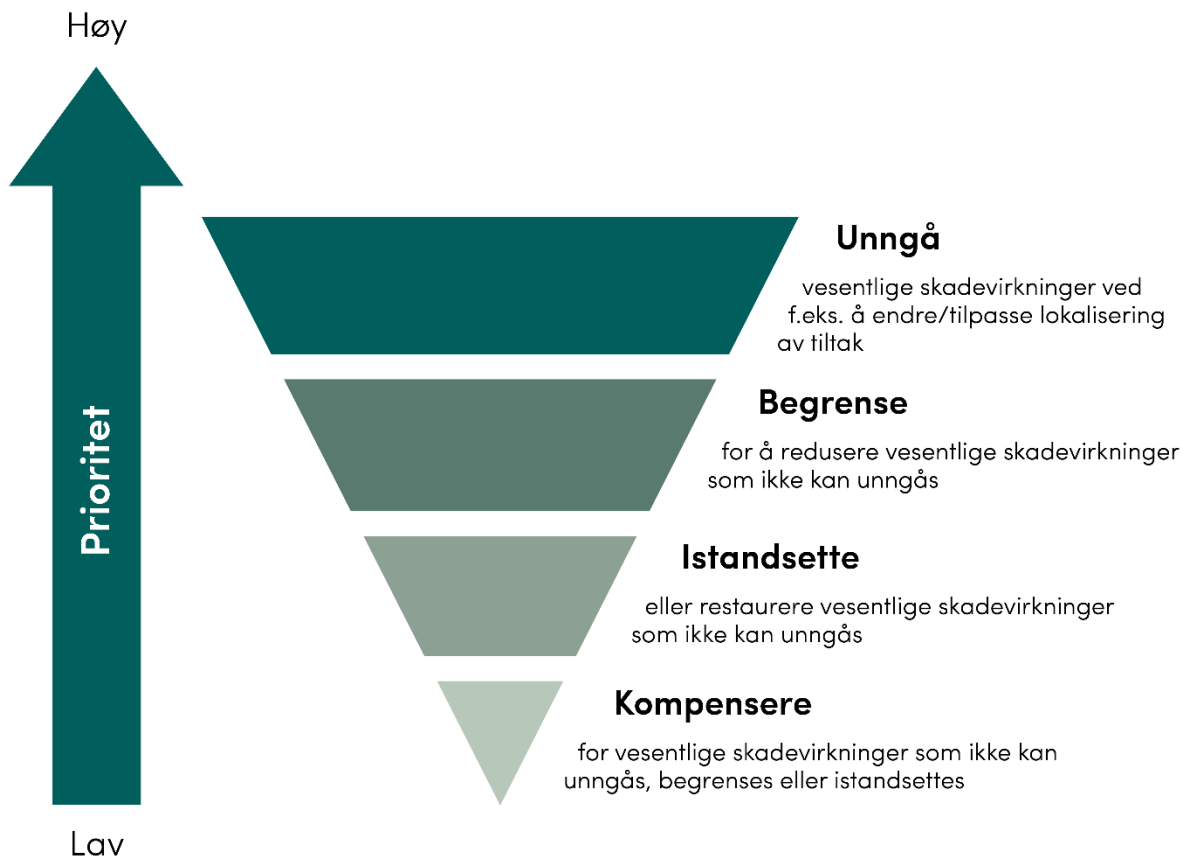 Høy
Prioritet
Unngå
vesentlige skadevirkninger ved
f.eks. å endre/tilpasse lokalisering
av tiltak
Begrense
for å redusere vesentlige skadevirkninger
som ikke kan unngås
Istandsette
eller restaurere vesentlige skadevirkninger
som ikke kan unngås
Kompensere
for vesentlige skadevirkninger som ikke kan
unngås, begrenses eller istandsettes
Lav